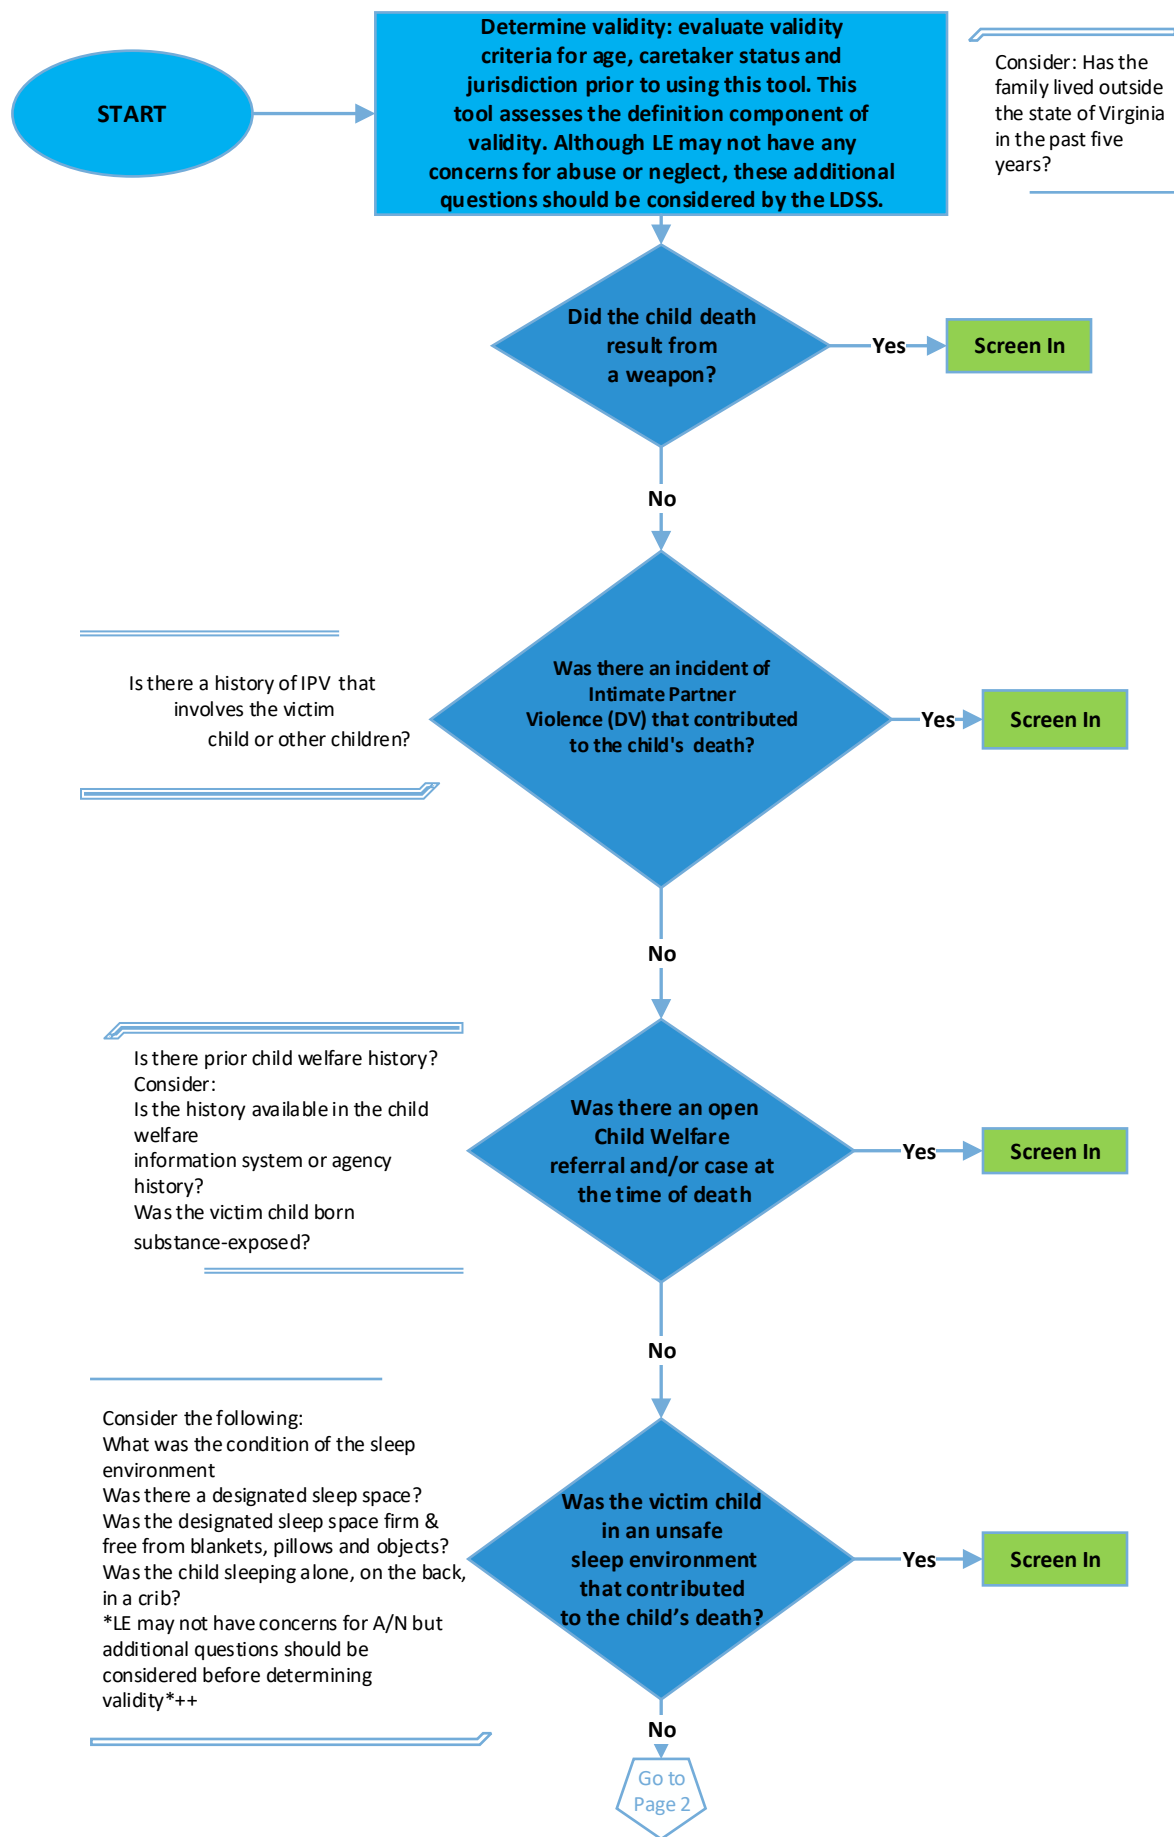 START
Determine validity: evaluate validity
criteria for age, caretaker status and
jurisdiction prior to using this tool. This
tool assesses the definition component of
validity. Although LE may not have any
concerns for abuse or neglect, these additional
questions should be considered by the LDSS.
Consider: Has the
family lived outside
the state of Virginia
in the past five
years?
Did the child death
result from
a weapon?
Yes
Screen In
No
Is there a history of IPV that
involves the victim
child or other children?
Was there an incident of
Intimate Partner
Violence (DV) that contributed
to the child's death?
Yes
Screen In
No
Is there prior child welfare history?
Consider:
Is the history available in the child
welfare
information system or agency
history?
Was the victim child born
substance-exposed?
Was there an open
Child Welfare
referral and/or case at
the time of death
Yes
Screen In
No
Consider the following:
What was the condition of the sleep
environment
Was there a designated sleep space?
Was the designated sleep space firm &
free from blankets, pillows and objects?
Was the child sleeping alone, on the back,
in a crib?
*LE may not have concerns for A/N but
additional questions should be
considered before determining
validity*++
Was the victim child
in an unsafe
sleep environment
that contributed
to the child’s death?
Yes
Screen In
No
Go to
Page 2